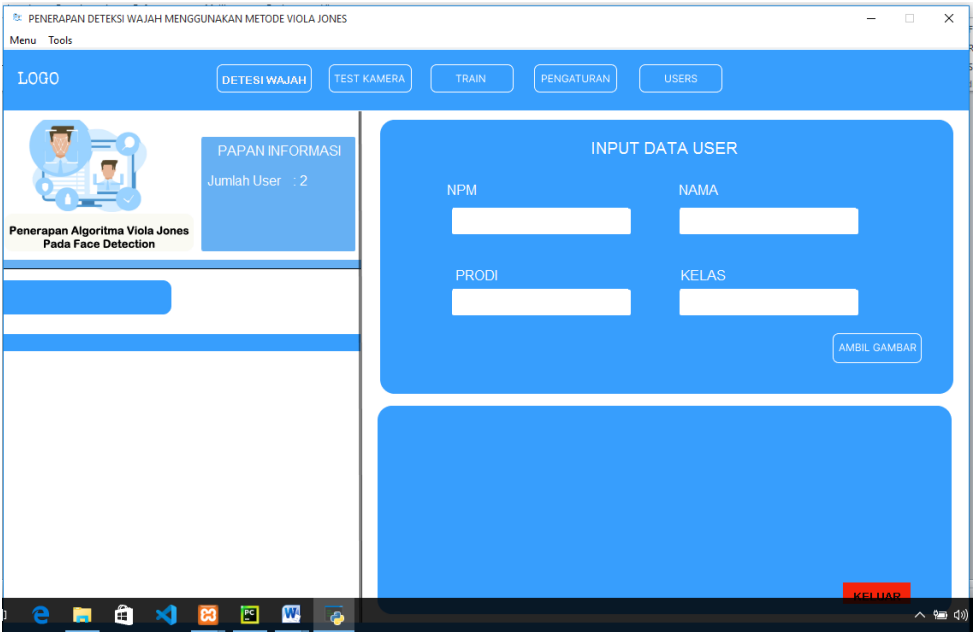 PENERAPAN DETEKSI WAJAH MENGGUNAKAN METODE VIOLA JONES
Menu Tools
LOGO
DETESI WAJAH
TEST KAMERA
TRAIN
PENGATURAN
USERS
PAPAN INFORMASI
Jumlah User : 2
Penerapan Algoritma Viola Jones
Pada Face Detection
INPUT DATA USER
NPM
NAMA
PRODI
KELAS
AMBIL GAMBAR
KELUAR